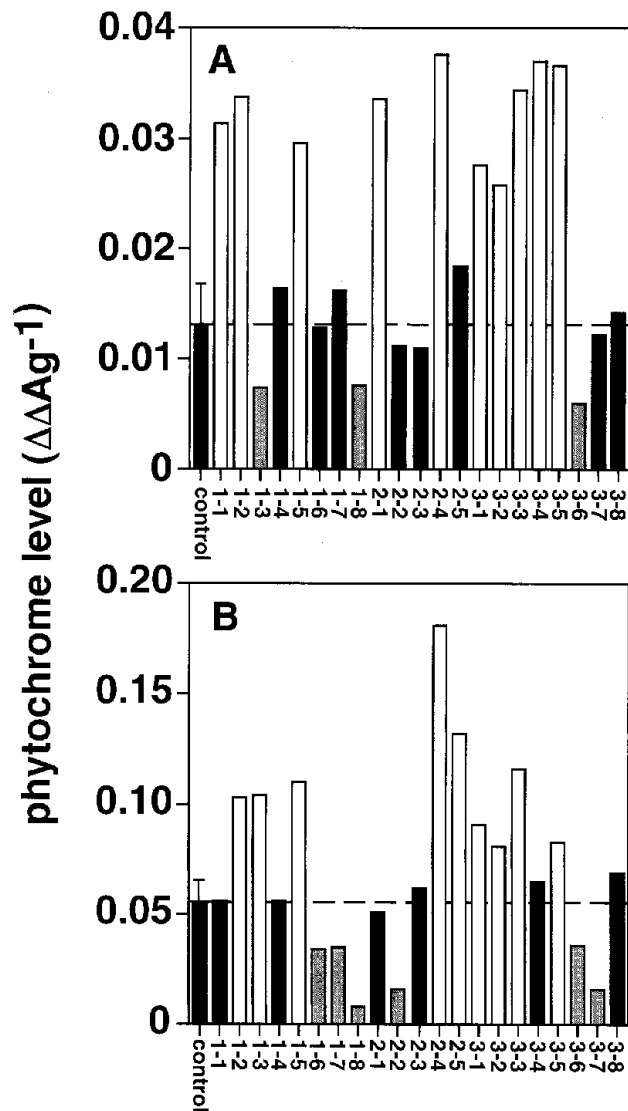 phytochrome level (ΔΔAg-1)
A
0.04
0.03
0.02
0.01
0
control 1-1 1-2 1-3 1-4 1-5 1-6 1-7 1-8 2-1 2-2 2-3 2-4 2-5 3-1 3-2 3-3 3-4 3-5 3-6 3-7 3-8
B
0.20
0.15
0.10
0.05
0
control 1-1 1-2 1-3 1-4 1-5 1-6 1-7 1-8 2-1 2-2 2-3 2-4 2-5 3-1 3-2 3-3 3-4 3-5 3-6 3-7 3-8